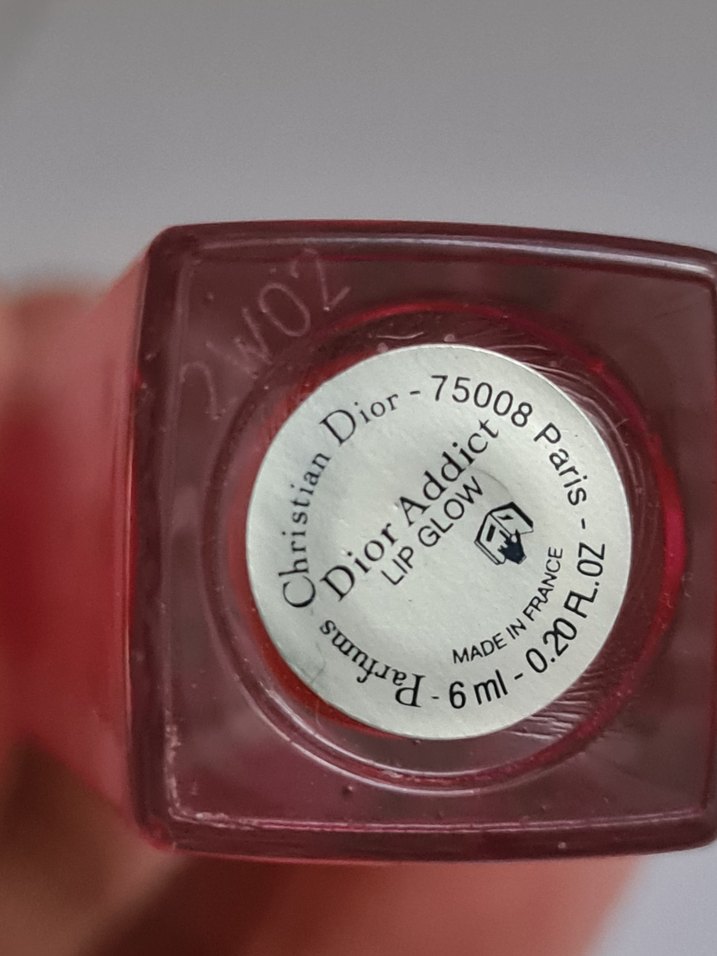 2W02
Parfums Christian Dior - 75008 Paris - 0.20 FL.OZ - 6 ml -
Dior Addict
LIP GLOW
MADE IN FRANCE